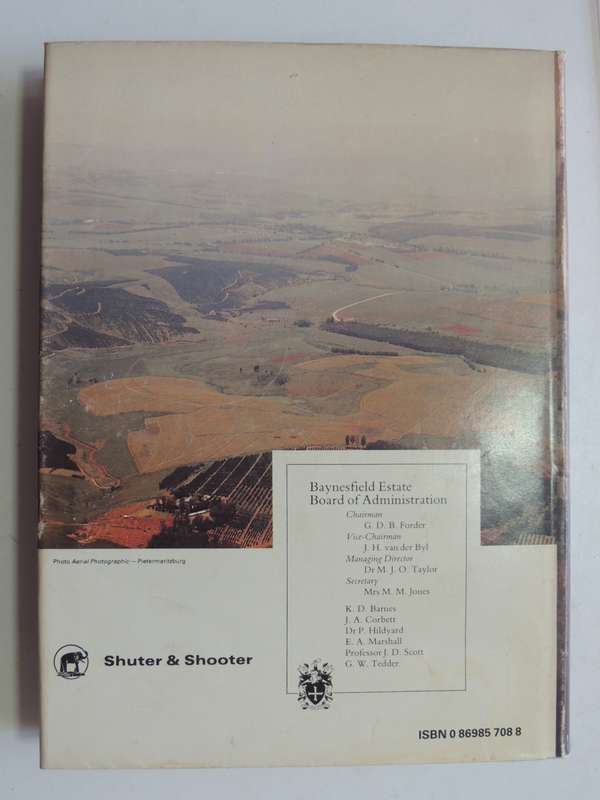 Baynesfield Estate
Board of Administration
Chairman
G. D. B. Forder
Vice-Chairman
J. H. van der Byl
Managing Director
Dr M. J. O. Taylor
Secretary
Mrs M. M. Jones
K. D. Barnes
J. A. Corbett
Dr P. Hildyard
E. A. Marshall
Professor J. D. Scott
G. W. Tedder
Photo Aerial Photographic — Pietermaritzburg
Shuter & Shooter
ISBN 0 86985 708 8